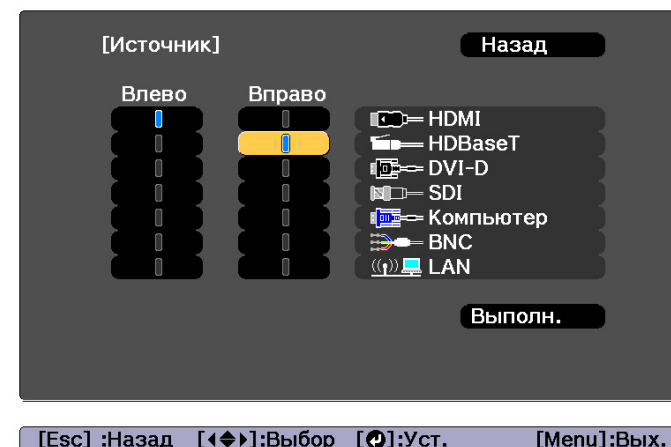 [Источник] Назад
Влево Вправо
HDMI
HDBaseT
DVI-D
SDI
Компьютер
BNC
LAN
Выполн.
[Esc] :Назад []:Выбор []:Уст. [Menu]:Вых.